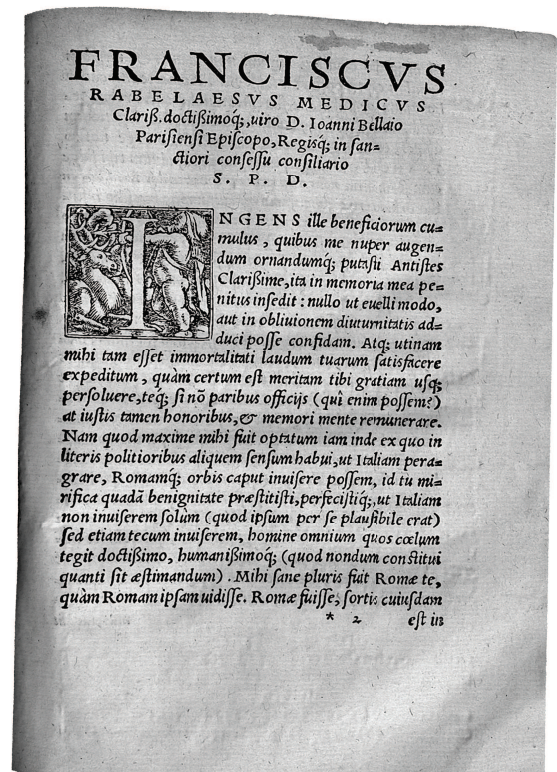 FRANCISCVS
RABELAESVS MEDICVS
Clariß. doctißimoq́;, uiro D. Ioanni Bellaio
Parisiensi Episcopo, Regisq́; in san=
ctiori consessu consiliario
S. P. D.
INGENS ille beneficiorum cu=
mulus, quibus me nuper augen=
dum ornandumq́; putasti Antistes
Clarißime, ita in memoria mea pe=
nitus insedit: nullo ut euelli modo,
aut in obliuionem diuturnitatis ad=
duci posse confidam. Atq; utinam
mihi tam esset immortalitati laudum tuarum satisfacere
expeditum, quàm certum est meritam tibi gratiam usq;
persoluere, teq́; si nõ paribus officijs (quî enim possem?)
at iustis tamen honoribus, & memori mente remunerare.
Nam quod maxime mihi fuit optatum iam inde ex quo in
literis politioribus aliquem sensum habui, ut Italiam pera=
grare, Romamq́; orbis caput inuisere possem, id tu mi=
rifica quadã benignitate præstitisti, perfecistiq́;, ut Italiam
non inuiserem solùm (quod ipsum per se plausibile erat)
sed etiam tecum inuiserem, homine omnium quos cœlum
tegit doctißimo, humanißimoq́; (quod nondum constitui
quanti sit æstimandum). Mihi sane pluris fuit Romæ te,
quàm Romam ipsam uidisse. Romæ fuisse, sortis cuiusdam
* 2 est in